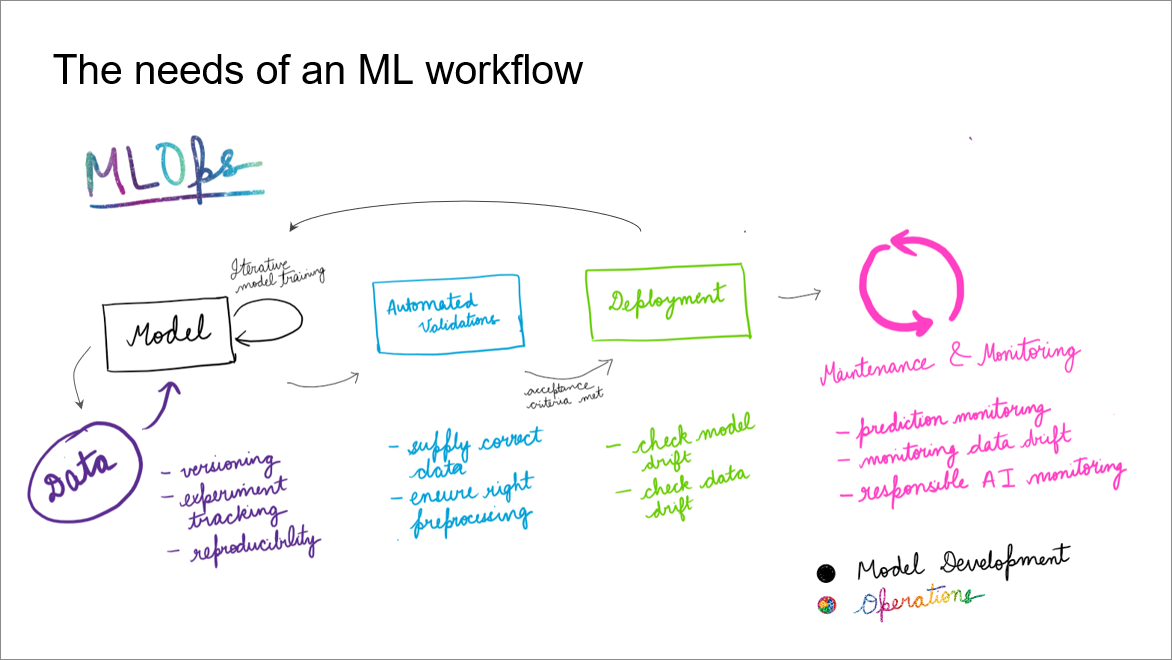 The needs of an ML workflow
MLOps
Iterative
model training
Model
Automated
Validations
Deployment
acceptance
criteria met
Maintenance & Monitoring
Data
- versioning
- experiment
tracking
- reproducibility
- supply correct
data
- ensure right
preprocessing
- check model
drift
- check data
drift
- prediction monitoring
- monitoring data drift
- responsible AI monitoring
Model Development
Operations